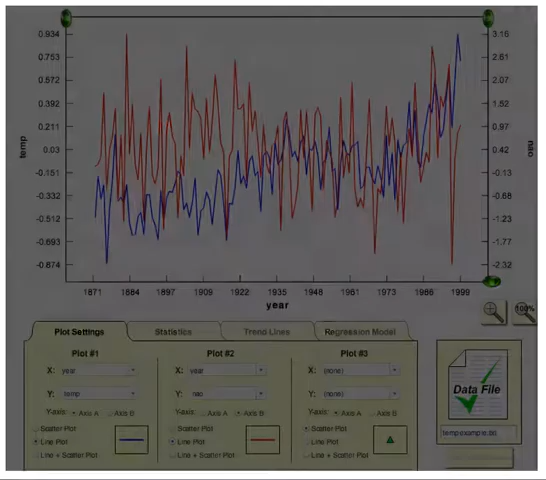 0.934 3.16
0.753 2.61
0.572 2.07
0.392 1.52
0.211 0.97
0.03 0.42
-0.151 -0.13
-0.332 -0.68
-0.512 -1.23
-0.693 -1.77
-0.874 -2.32
temp
nao
1871 1884 1897 1909 1922 1935 1948 1961 1973 1986 1999
year
100%
Plot Settings Statistics Trend Lines Regression Model
Plot #1 Plot #2 Plot #3
X: year X: year X: (none)
Y: temp Y: nao Y: (none)
Y-axis: Axis A Axis B Y-axis: Axis A Axis B Y-axis: Axis A Axis B
Scatter Plot Scatter Plot Scatter Plot
Line Plot Line Plot Line Plot
Line + Scatter Plot Line + Scatter Plot Line + Scatter Plot
Data File